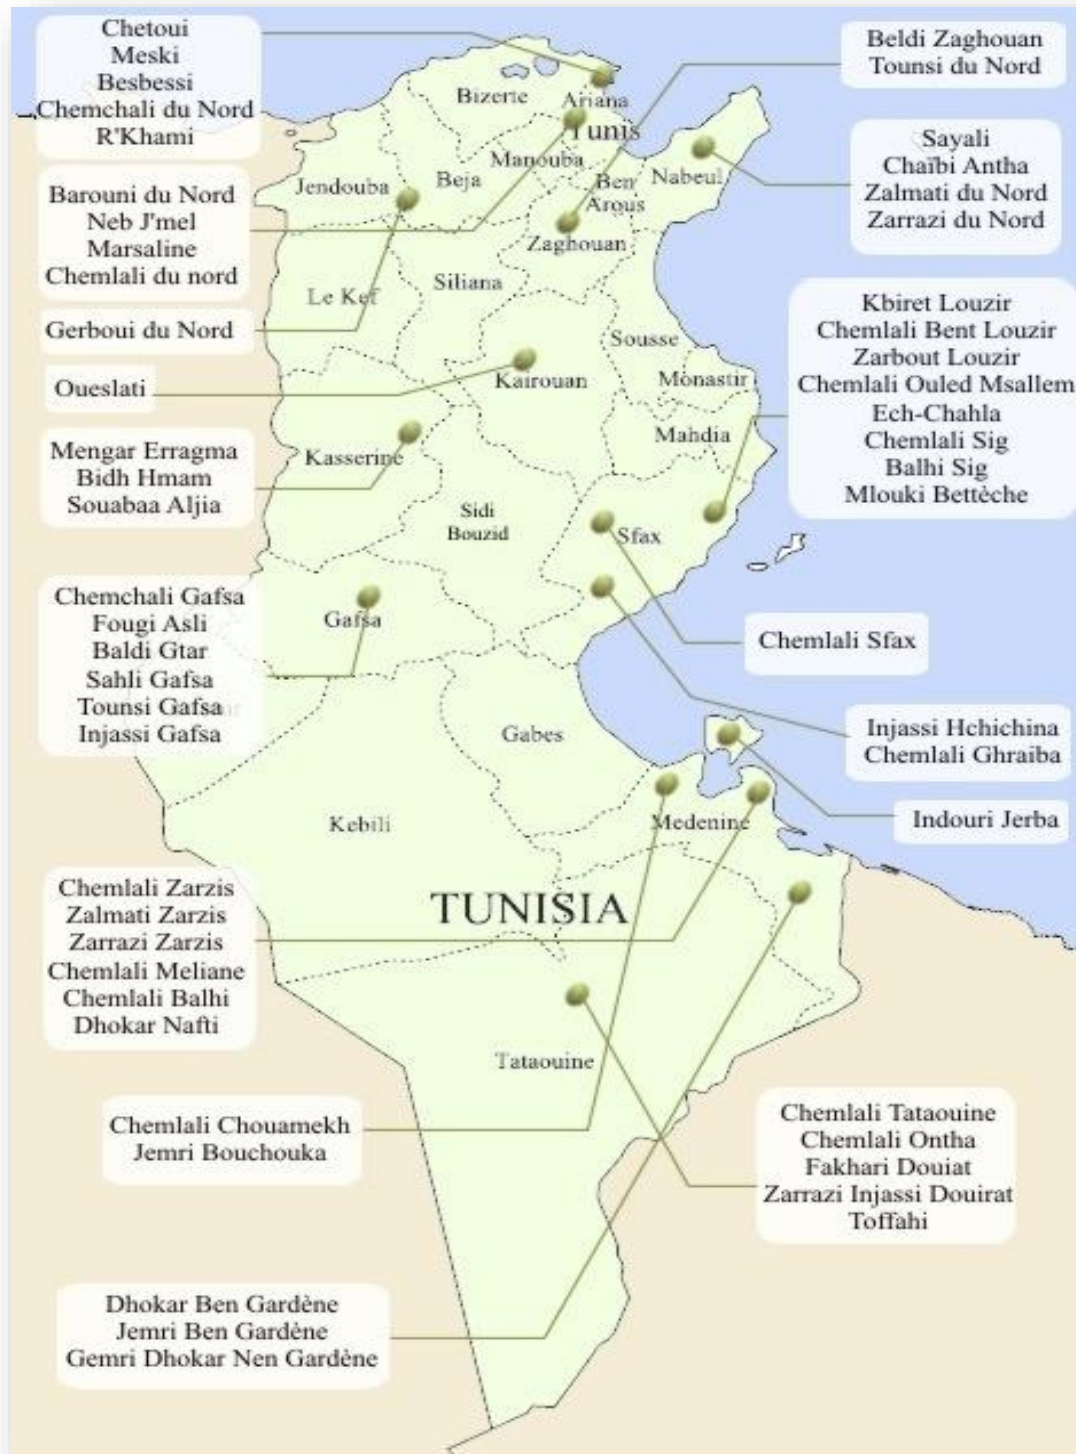 Chetoui
Meski
Besbessi
Chemchali du Nord
R'Khami
Beldi Zaghouan
Tounsi du Nord
Bizerte
Ariana
Tunis
Manouba
Jendouba
Beja
Ben
Arous
Nabeul
Sayali
Chaïbi Antha
Zalmati du Nord
Zarrazi du Nord
Barouni du Nord
Neb J'mel
Marsaline
Chemlali du nord
Zaghouan
Siliana
Le Kef
Gerboui du Nord
Oueslati
Kairouan
Sousse
Monastir
Mahdia
Kbiret Louzir
Chemlali Bent Louzir
Zarbout Louzir
Chemlali Ouled Msallem
Ech-Chahla
Chemlali Sig
Balhi Sig
Mlouki Bettèche
Mengar Erragma
Bidh Hmam
Souabaa Aljia
Kasserine
Sidi
Bouzid
Sfax
Chemchali Gafsa
Fougi Asli
Baldi Gtar
Sahli Gafsa
Tounsi Gafsa
Injassi Gafsa
Gafsa
Chemlali Sfax
Gabes
Injassi Hchichina
Chemlali Ghraiba
Indouri Jerba
Kebili
Medenine
Chemlali Zarzis
Zalmati Zarzis
Zarrazi Zarzis
Chemlali Meliane
Chemlali Balhi
Dhokar Nafti
TUNISIA
Tataouine
Chemlali Chouamekh
Jemri Bouchouka
Chemlali Tataouine
Chemlali Ontha
Fakhari Douiat
Zarrazi Injassi Douirat
Toffahi
Dhokar Ben Gardène
Jemri Ben Gardène
Gemri Dhokar Nen Gardène